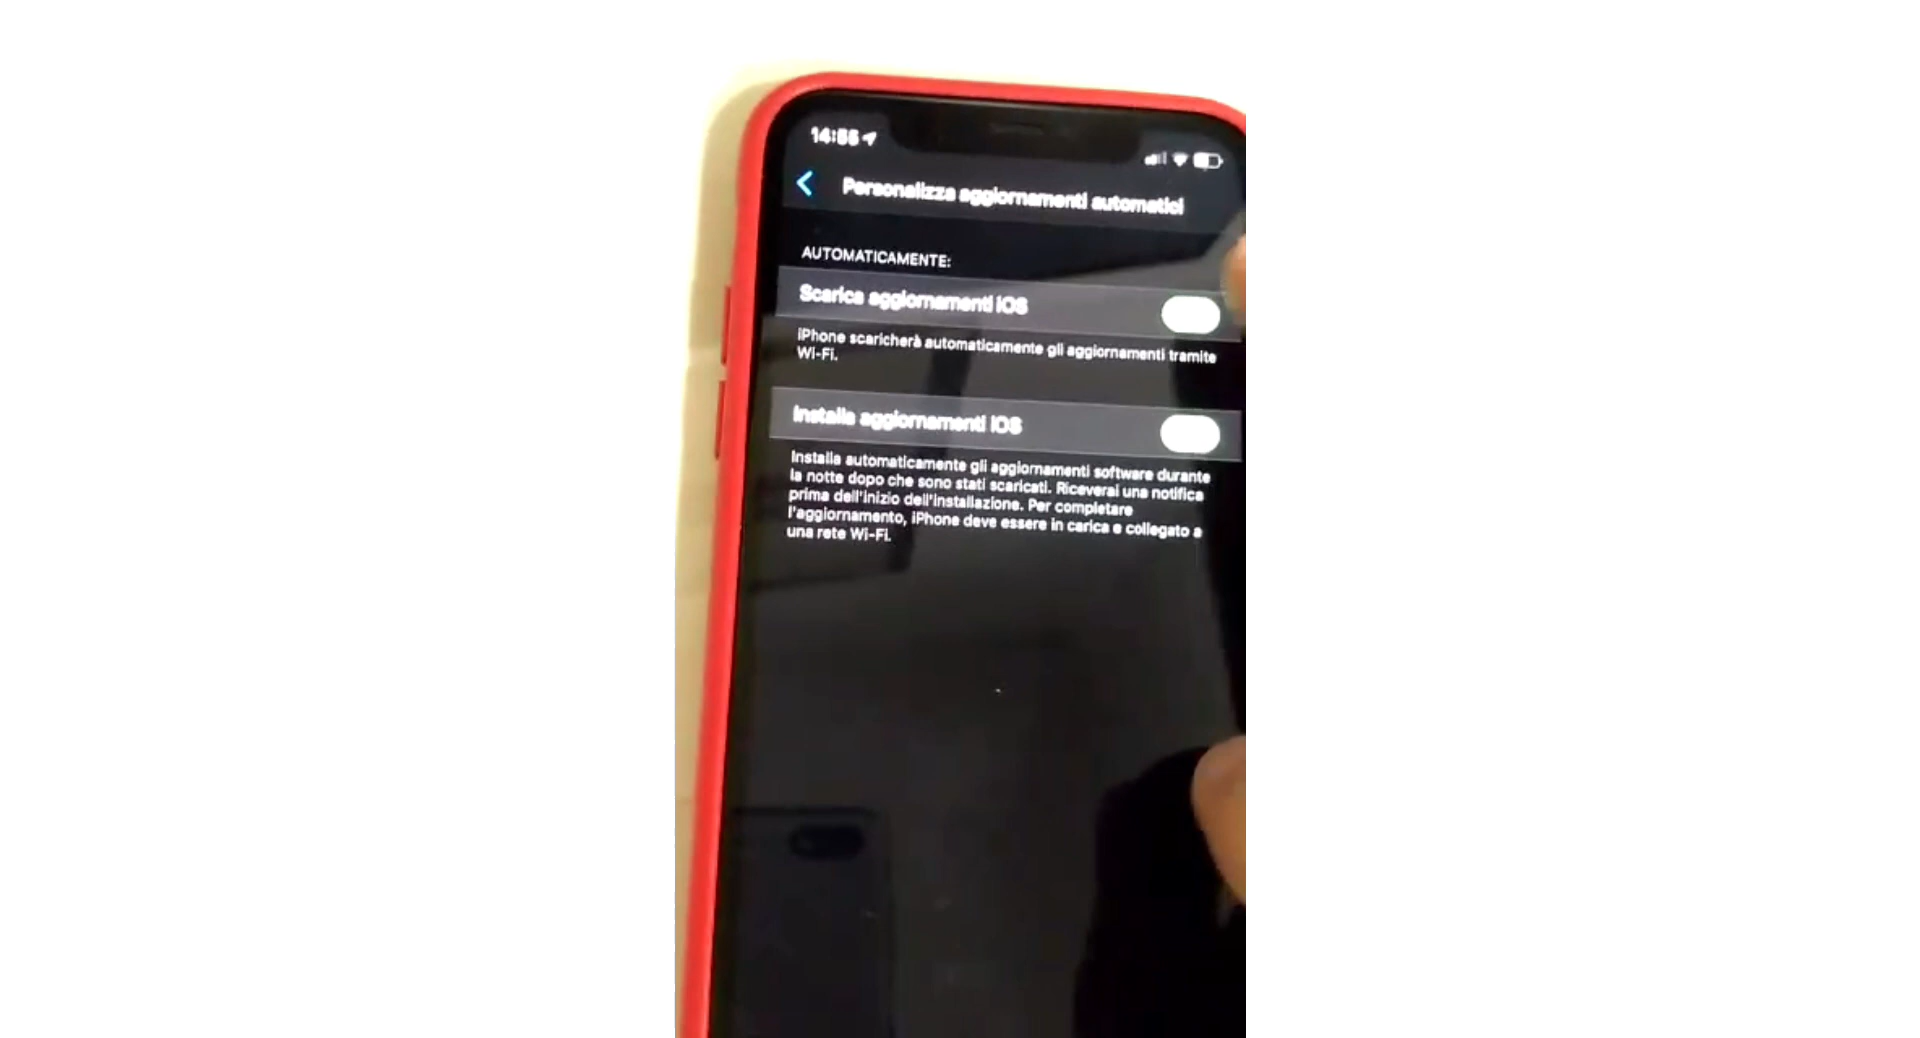 14:56
Personalizza aggiornamenti automatici
AUTOMATICAMENTE:
Scarica aggiornamenti iOS
iPhone scaricherà automaticamente gli aggiornamenti tramite
Wi-Fi.
Installa aggiornamenti iOS
Installa automaticamente gli aggiornamenti software durante
la notte dopo che sono stati scaricati. Riceverai una notifica
prima dell'inizio dell'installazione. Per completare
l'aggiornamento, iPhone deve essere in carica e collegato a
una rete Wi-Fi.